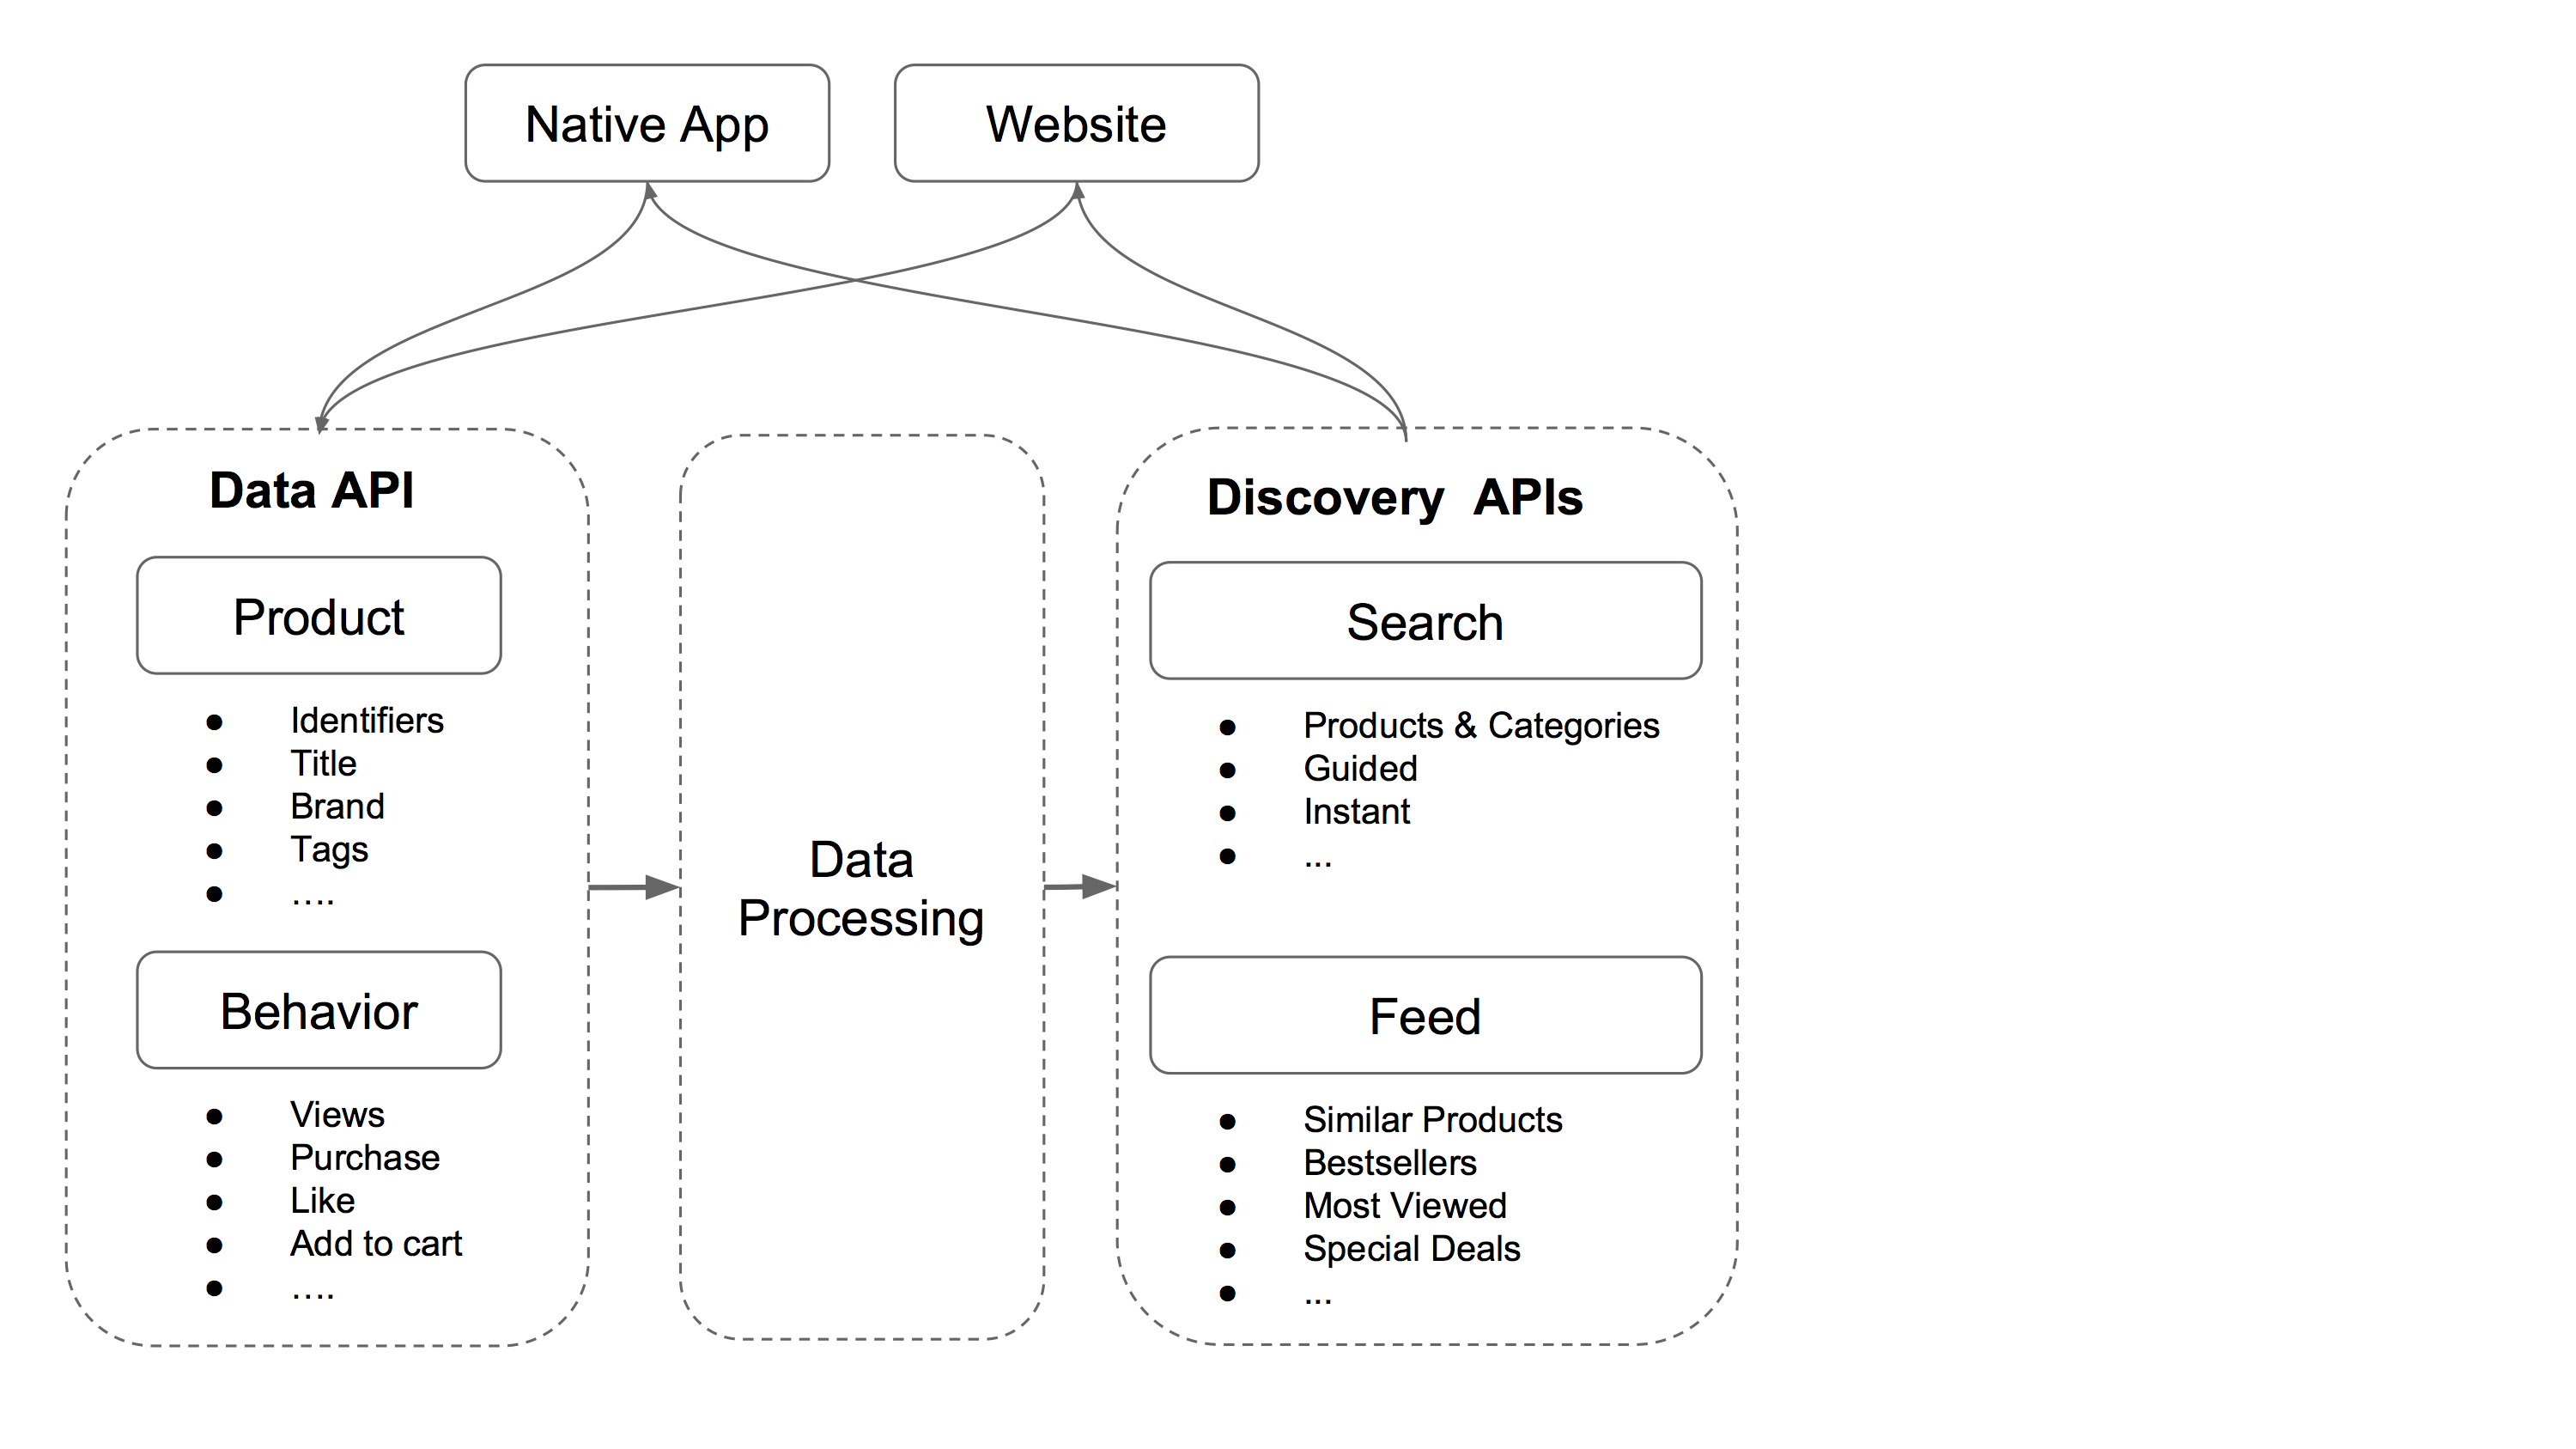 Native App
Website
Data API
Product
● Identifiers
● Title
● Brand
● Tags
● ….
Behavior
● Views
● Purchase
● Like
● Add to cart
● ….
Data
Processing
Discovery  APIs
Search
● Products & Categories
● Guided
● Instant
● ...
Feed
● Similar Products
● Bestsellers
● Most Viewed
● Special Deals
● ...